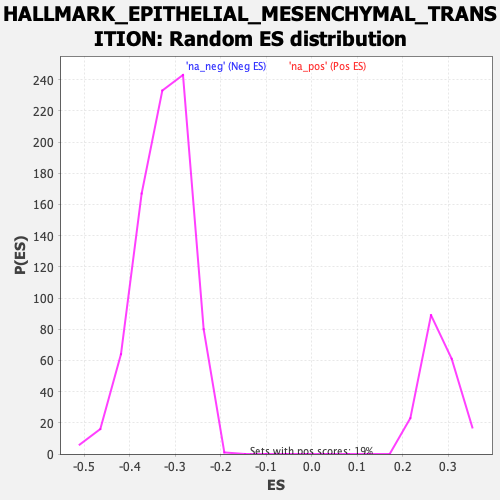 HALLMARK_EPITHELIAL_MESENCHYMAL_TRANS
ITION: Random ES distribution
'na_neg' (Neg ES) 'na_pos' (Pos ES)
240
220
200
180
160
140
120
100
80
60
40
20
0
P(ES)
Sets with pos scores: 19%
-0.5 -0.4 -0.3 -0.2 -0.1 0.0 0.1 0.2 0.3
ES